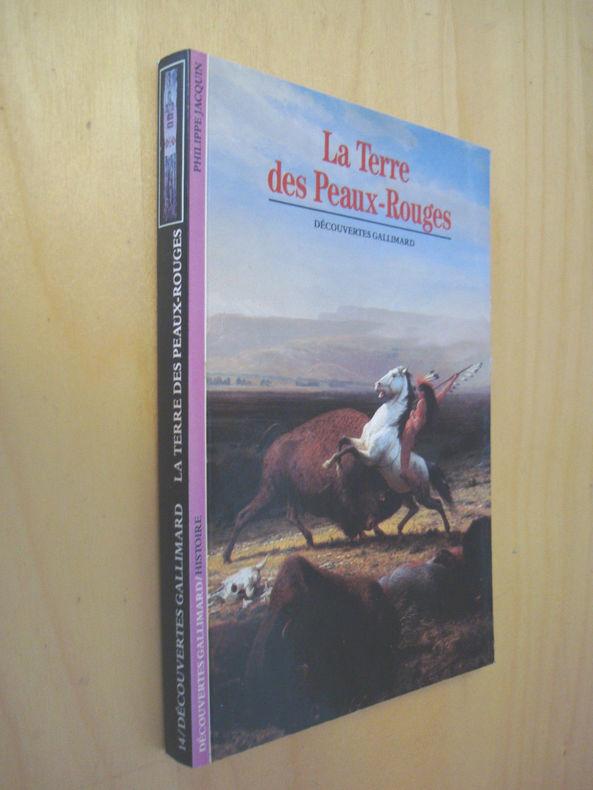 La Terre
des Peaux-Rouges
DÉCOUVERTES GALLIMARD
14/DÉCOUVERTES GALLIMARD LA TERRE DES PEAUX-ROUGES
DÉCOUVERTES GALLIMARD/HISTOIRE PHILIPPE JACQUIN